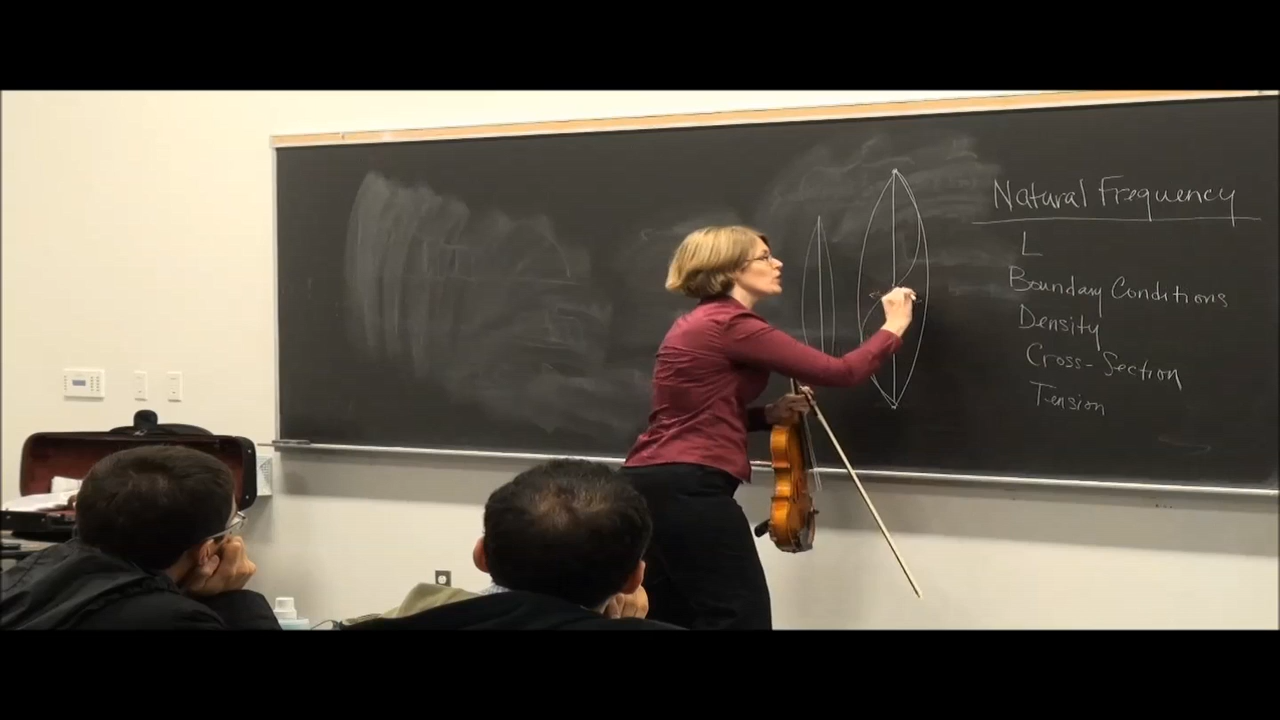 Natural Frequency
L
Boundary Conditions
Density
Cross-Section
Tension